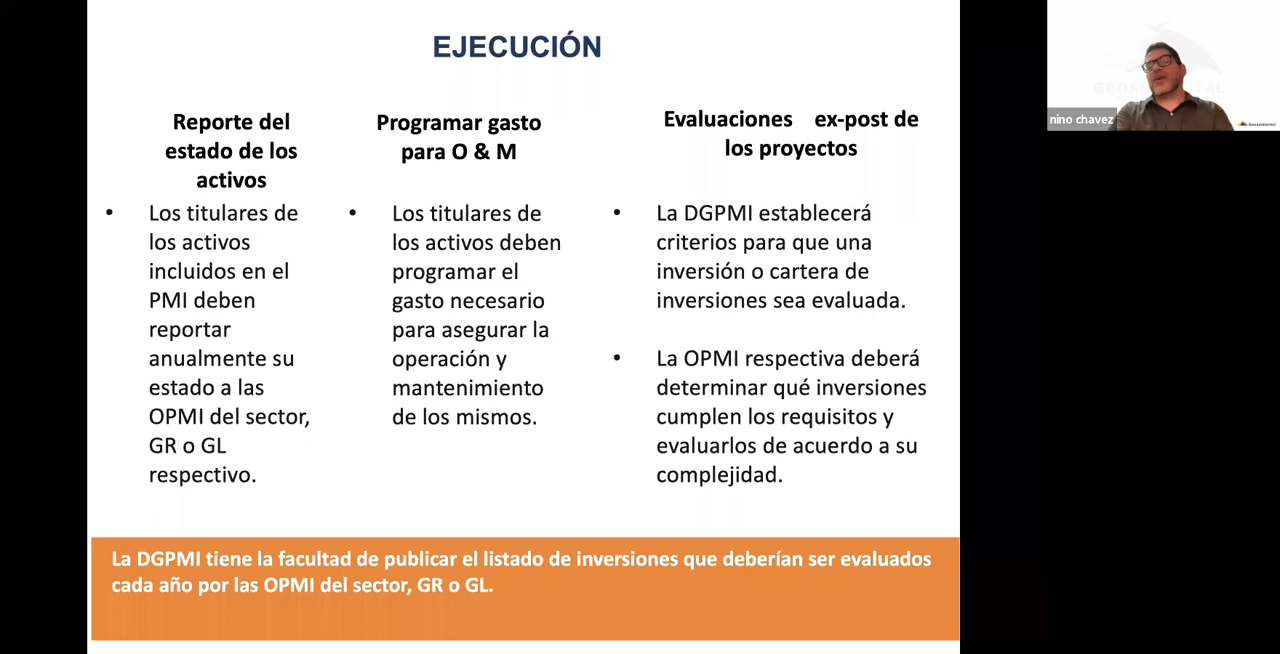 EJECUCIÓN
Reporte del
estado de los
activos
• Los titulares de
los activos
incluidos en el
PMI deben
reportar
anualmente su
estado a las
OPMI del sector,
GR o GL
respectivo.
Programar gasto
para O & M
• Los titulares de
los activos deben
programar el
gasto necesario
para asegurar la
operación y
mantenimiento
de los mismos.
Evaluaciones ex-post de
los proyectos
• La DGPMI establecerá
criterios para que una
inversión o cartera de
inversiones sea evaluada.
• La OPMI respectiva deberá
determinar qué inversiones
cumplen los requisitos y
evaluarlos de acuerdo a su
complejidad.
La DGPMI tiene la facultad de publicar el listado de inversiones que deberían ser evaluados
cada año por las OPMI del sector, GR o GL.
nino chavez